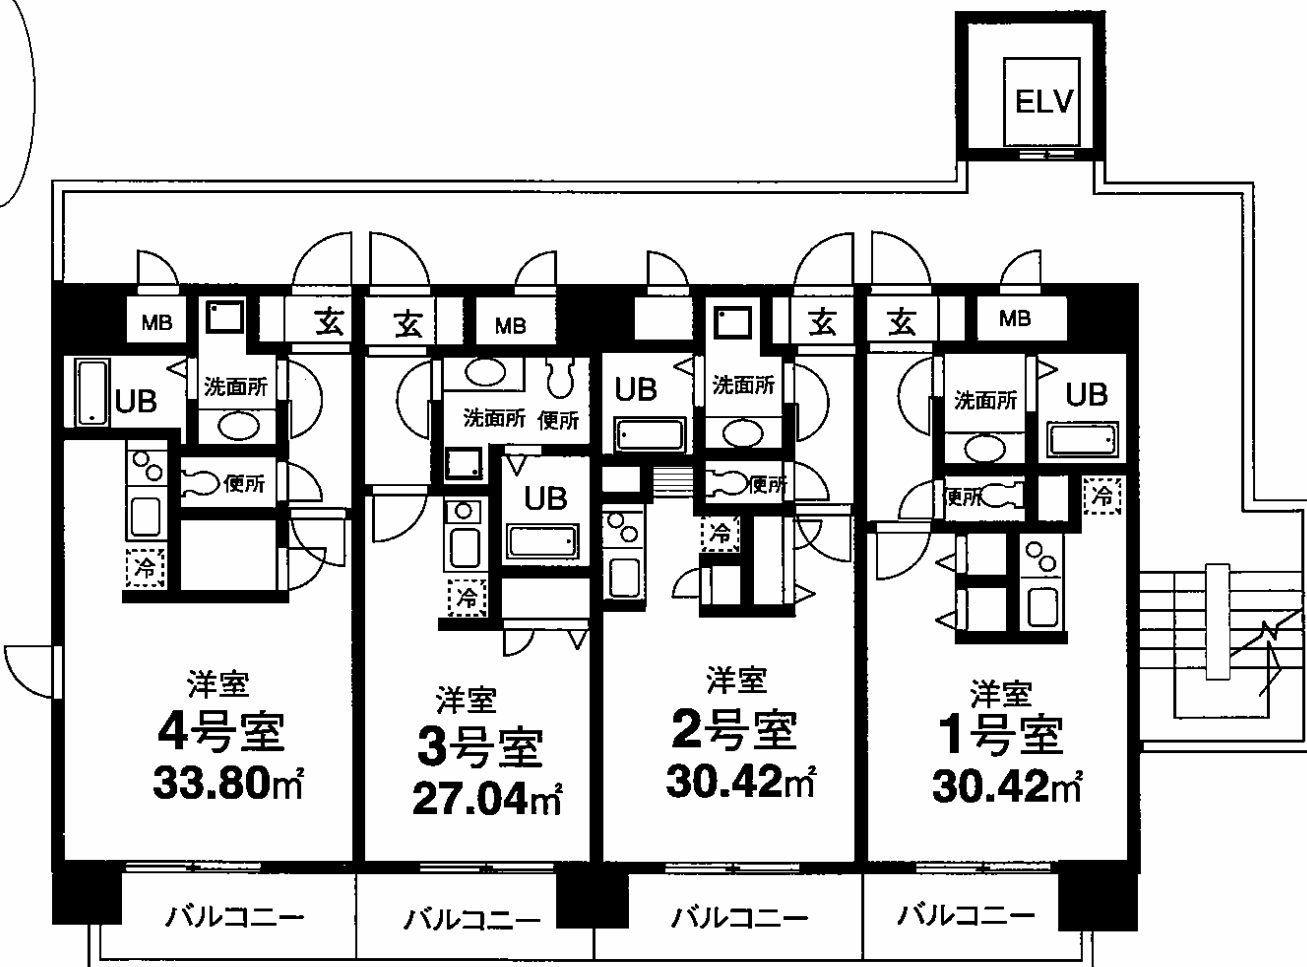 ELV
MB
玄
玄
MB
玄
玄
MB
UB
洗面所
洗面所
便所
UB
洗面所
洗面所
UB
便所
UB
便所
便所
冷
冷
冷
冷
洋室
4号室
33.80㎡
洋室
3号室
27.04㎡
洋室
2号室
30.42㎡
洋室
1号室
30.42㎡
バルコニー
バルコニー
バルコニー
バルコニー